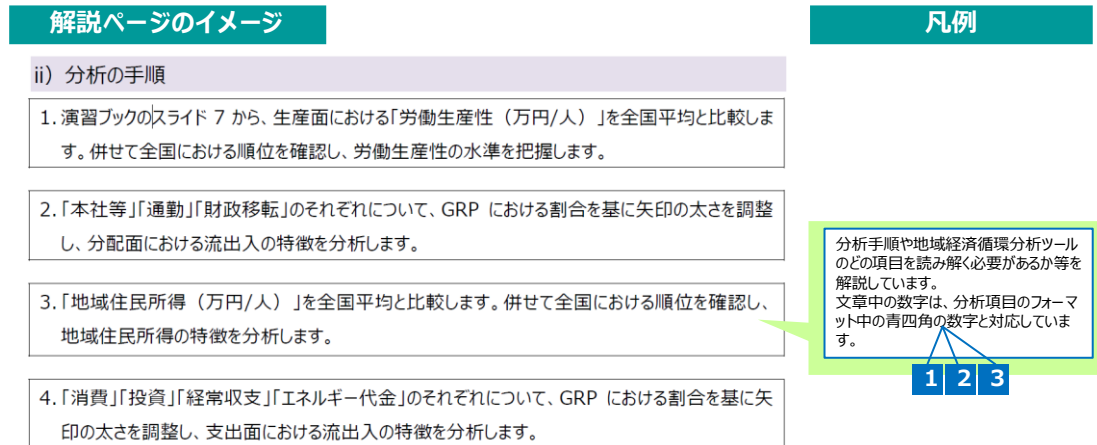 解説ページのイメージ
凡例
ii）分析の手順
1. 演習ブックのスライド 7 から、生産面における「労働生産性（万円/人）」を全国平均と比較しま
す。併せて全国における順位を確認し、労働生産性の水準を把握します。
2.「本社等」「通勤」「財政移転」のそれぞれについて、GRP における割合を基に矢印の太さを調整
し、分配面における流出入の特徴を分析します。
3.「地域住民所得（万円/人）」を全国平均と比較します。併せて全国における順位を確認し、
地域住民所得の特徴を分析します。
4.「消費」「投資」「経常収支」「エネルギー代金」のそれぞれについて、GRP における割合を基に矢
印の太さを調整し、支出面における流出入の特徴を分析します。
分析手順や地域経済循環分析ツール
のどの項目を読み解く必要があるか等を
解説しています。
文章中の数字は、分析項目のフォーマ
ット中の青四角の数字と対応していま
す。
1 2 3